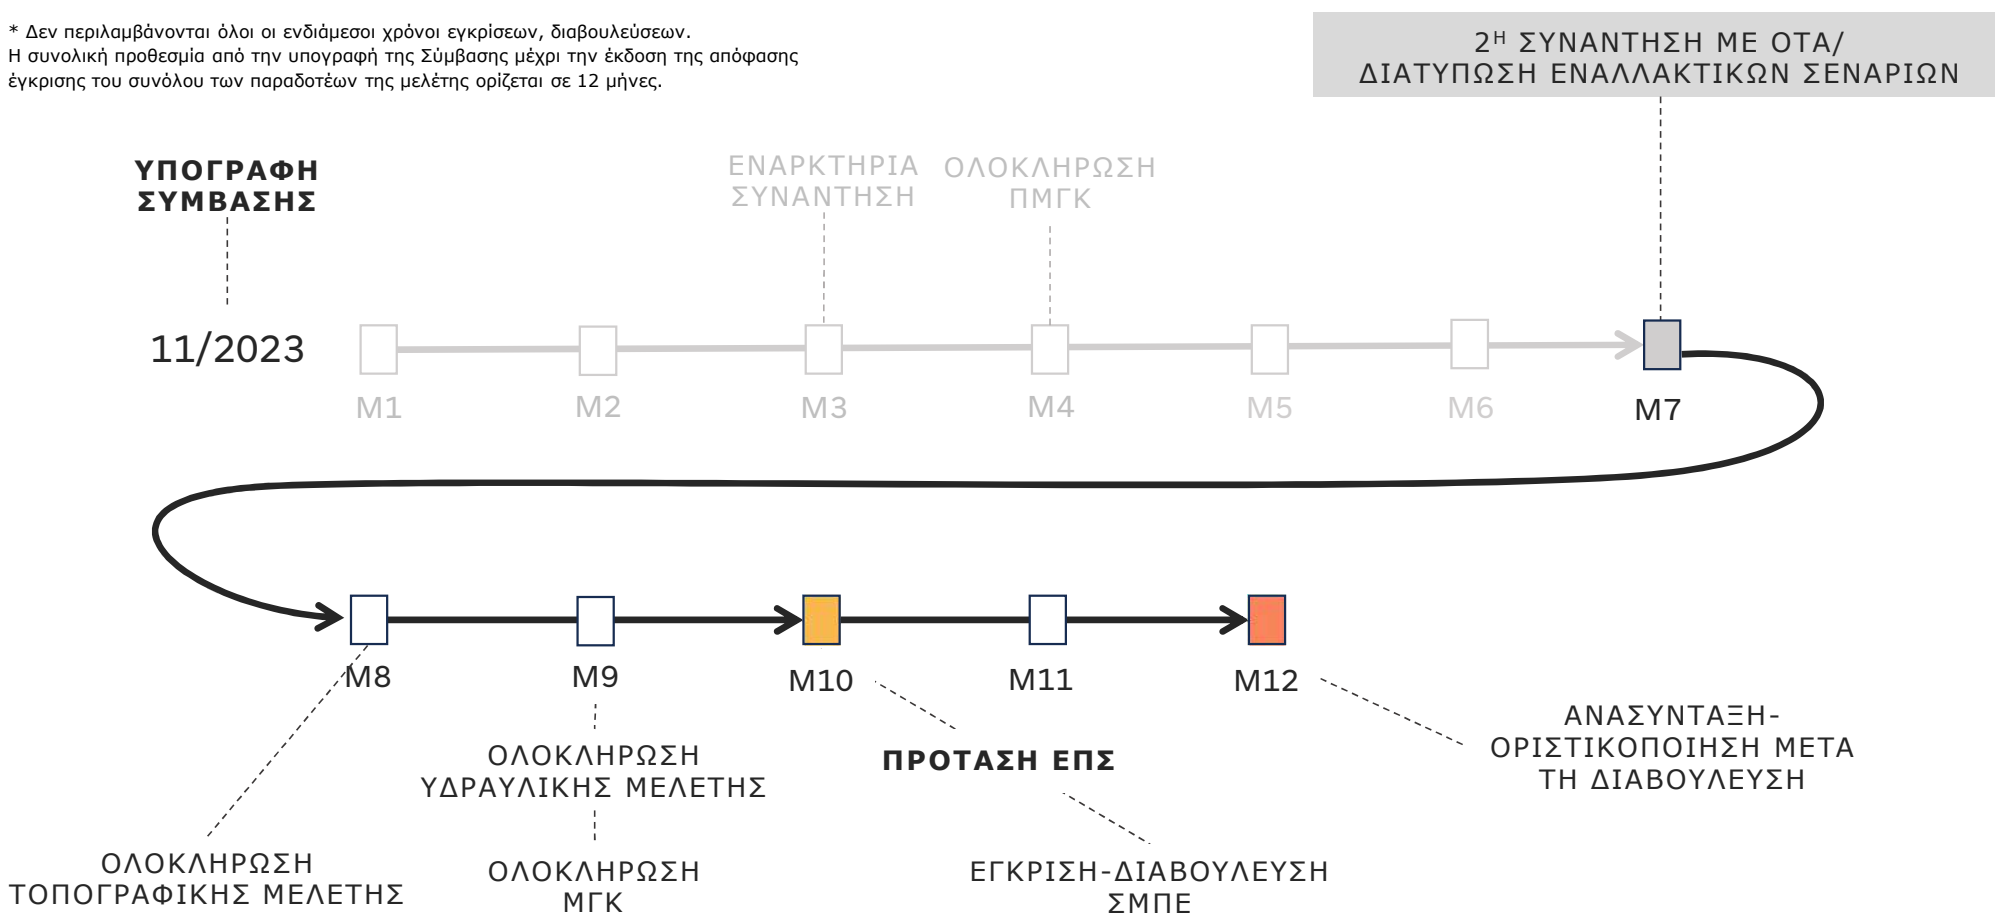 * Δεν περιλαμβάνονται όλοι οι ενδιάμεσοι χρόνοι εγκρίσεων, διαβουλεύσεων.
Η συνολική προθεσμία από την υπογραφή της Σύμβασης μέχρι την έκδοση της απόφασης
έγκρισης του συνόλου των παραδοτέων της μελέτης ορίζεται σε 12 μήνες.
2Η ΣΥΝΑΝΤΗΣΗ ΜΕ ΟΤΑ/
ΔΙΑΤΥΠΩΣΗ ΕΝΑΛΛΑΚΤΙΚΩΝ ΣΕΝΑΡΙΩΝ
ΥΠΟΓΡΑΦΗ
ΣΥΜΒΑΣΗΣ
ΕΝΑΡΚΤΗΡΙΑ
ΣΥΝΑΝΤΗΣΗ
ΟΛΟΚΛΗΡΩΣΗ
ΠΜΓΚ
11/2023
M1
M2
M3
M4
M5
M6
M7
M8
M9
M10
M11
M12
ΟΛΟΚΛΗΡΩΣΗ
ΤΟΠΟΓΡΑΦΙΚΗΣ ΜΕΛΕΤΗΣ
ΟΛΟΚΛΗΡΩΣΗ
ΥΔΡΑΥΛΙΚΗΣ ΜΕΛΕΤΗΣ
ΟΛΟΚΛΗΡΩΣΗ
ΜΓΚ
ΠΡΟΤΑΣΗ ΕΠΣ
ΕΓΚΡΙΣΗ-ΔΙΑΒΟΥΛΕΥΣΗ
ΣΜΠΕ
ΑΝΑΣΥΝΤΑΞΗ-
ΟΡΙΣΤΙΚΟΠΟΙΗΣΗ ΜΕΤΑ
ΤΗ ΔΙΑΒΟΥΛΕΥΣΗ